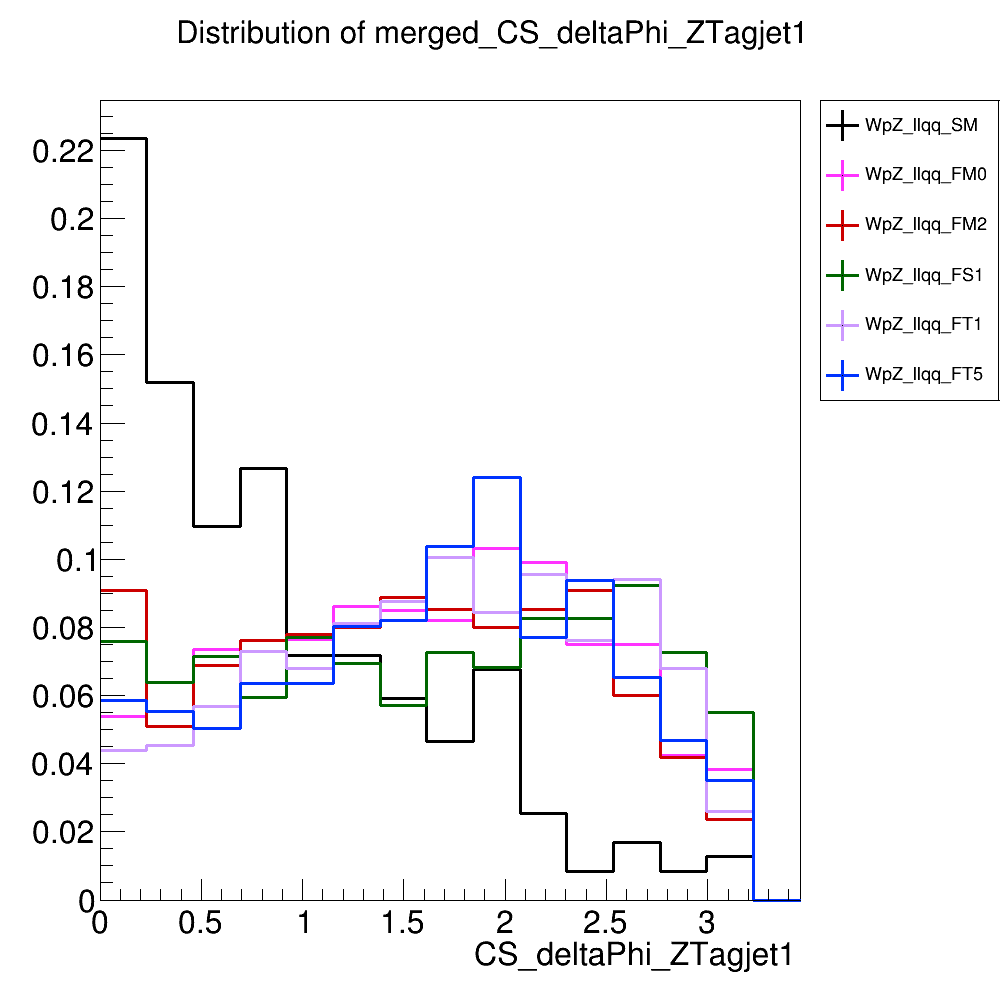 Distribution of merged_CS_deltaPhi_ZTagjet1
WpZ_llqq_SM
WpZ_llqq_FM0
WpZ_llqq_FM2
WpZ_llqq_FS1
WpZ_llqq_FT1
WpZ_llqq_FT5
0.22
0.2
0.18
0.16
0.14
0.12
0.1
0.08
0.06
0.04
0.02
0
0 0.5 1 1.5 2 2.5 3
CS_deltaPhi_ZTagjet1